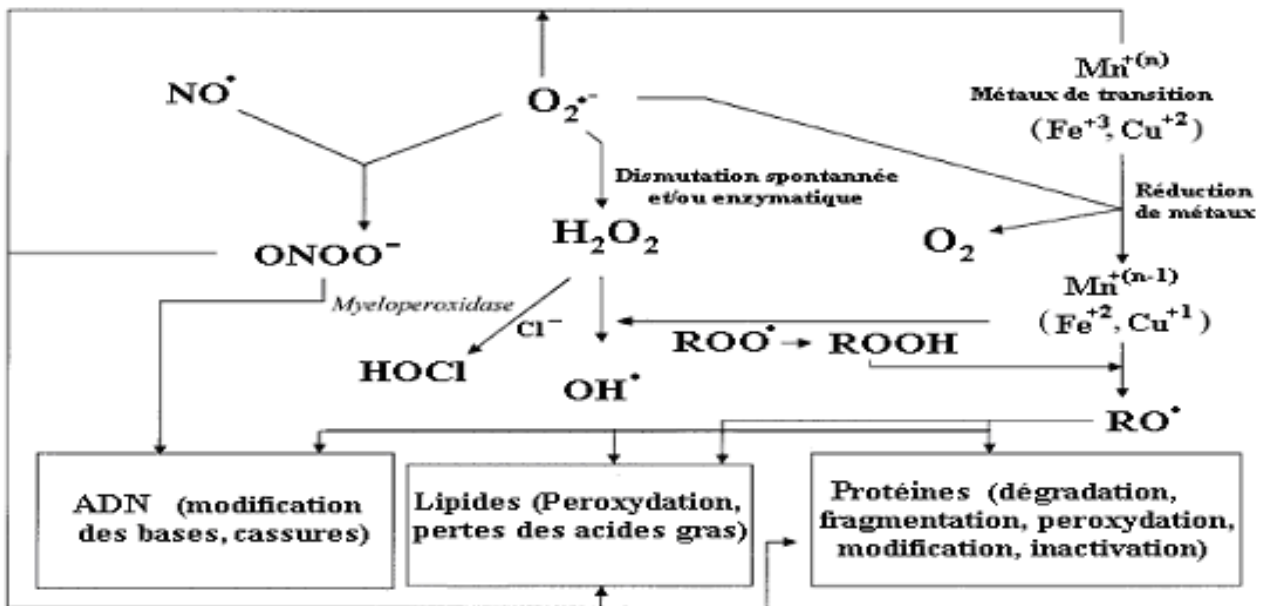 NO•
O₂•⁻
Mn⁺⁽ⁿ⁾
Métaux de transition
(Fe⁺³, Cu⁺²)
Dismutation spontannée
et/ou enzymatique
Réduction
de métaux
ONOO⁻
H₂O₂
O₂
Mn⁺⁽ⁿ⁻¹⁾
(Fe⁺², Cu⁺¹)
Myeloperoxidase
Cl⁻
ROO•
ROOH
HOCl
OH•
RO•
ADN (modification
des bases, cassures)
Lipides (Peroxydation,
pertes des acides gras)
Protéines (dégradation,
fragmentation, peroxydation,
modification, inactivation)